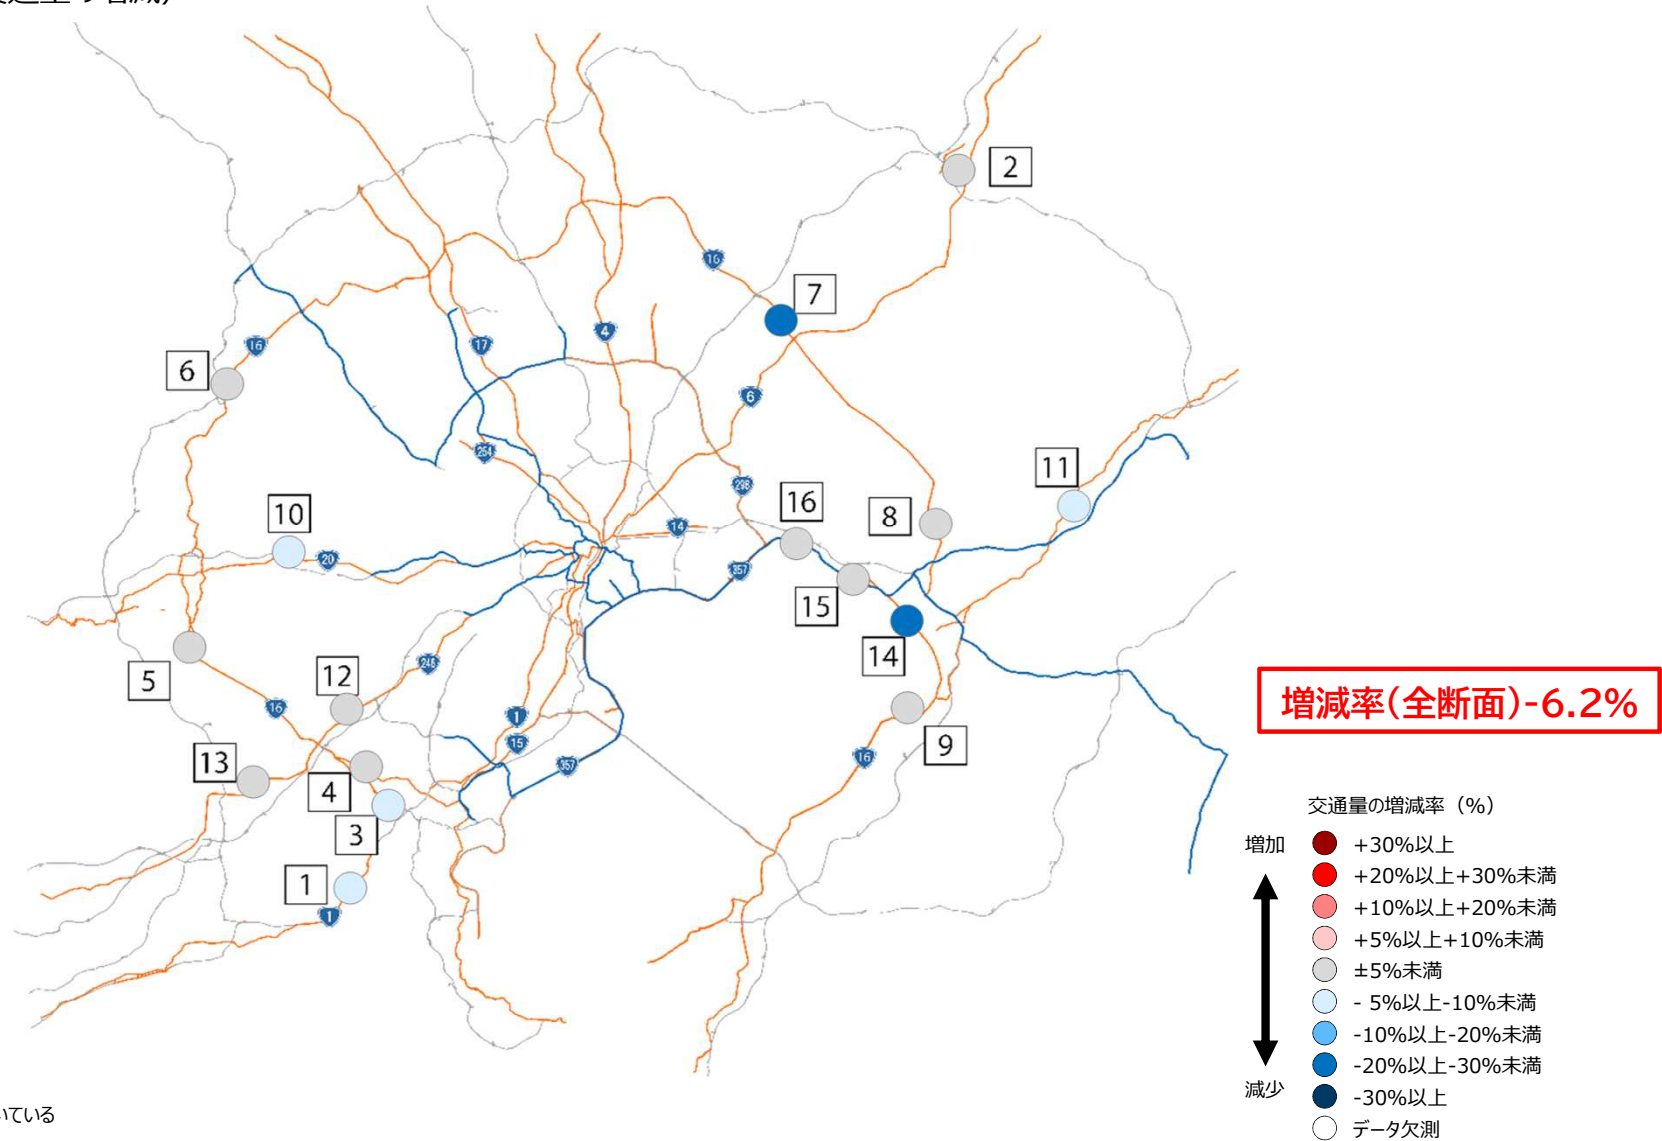 2
16
7
4
17
16
6
6
254
11
298
16
8
10
14
20
357
15
14
5
12
246
16
1
15
9
13
357
16
4
3
1
1
増減率(全断面)-6.2%
交通量の増減率（%）
増加
+30%以上
+20%以上+30%未満
+10%以上+20%未満
+5%以上+10%未満
±5%未満
- 5%以上-10%未満
-10%以上-20%未満
-20%以上-30%未満
-30%以上
減少
データ欠測
ている